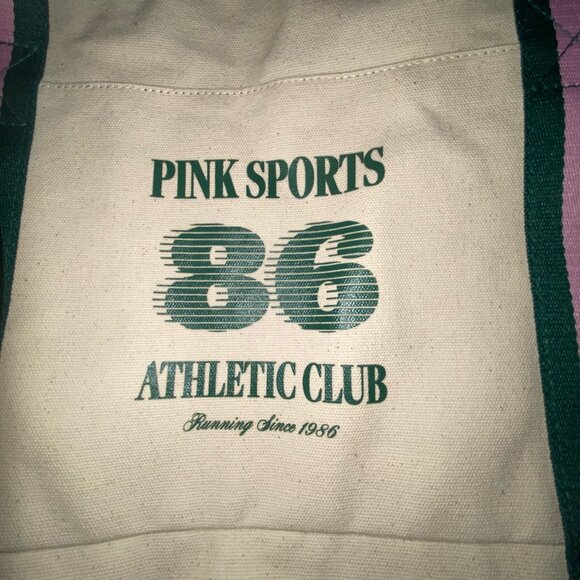 PINK SPORTS
86
ATHLETIC CLUB
Running Since 1986